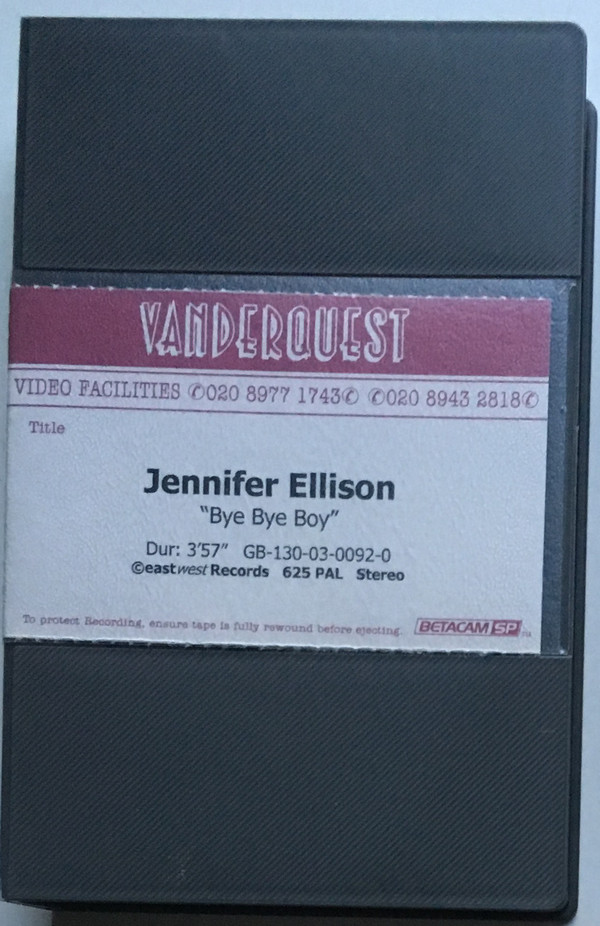 VANDERQUEST
VIDEO FACILITIES ✆020 8977 1743✆ ✆020 8943 2818✆
Title
Jennifer Ellison
"Bye Bye Boy"
Dur: 3'57" GB-130-03-0092-0
©eastwest Records 625 PAL Stereo
To protect Recording, ensure tape is fully rewound before ejecting. BETACAM SP TM